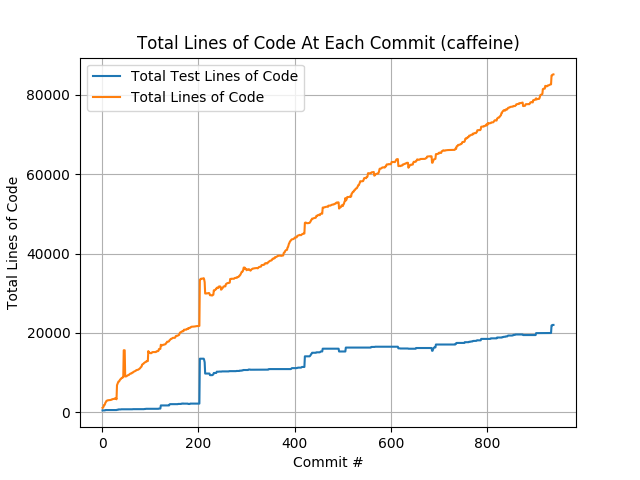 Total Lines of Code At Each Commit (caffeine)
Total Test Lines of Code
Total Lines of Code
Total Lines of Code
80000
60000
40000
20000
0
0 200 400 600 800
Commit #